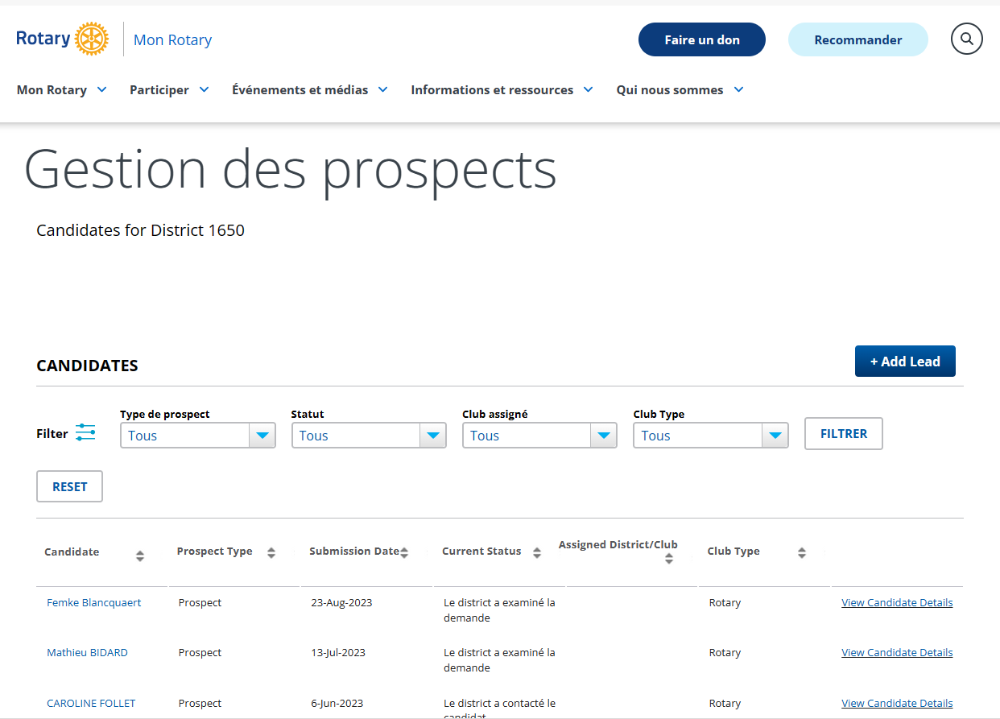 Rotary
Mon Rotary
Faire un don
Recommander
Mon Rotary
Participer
Événements et médias
Informations et ressources
Qui nous sommes
Gestion des prospects
Candidates for District 1650
CANDIDATES
+ Add Lead
Filter
Type de prospect
Tous
Statut
Tous
Club assigné
Tous
Club Type
Tous
FILTRER
RESET
Candidate
Prospect Type
Submission Date
Current Status
Assigned District/Club
Club Type
Femke Blancquaert
Prospect
23-Aug-2023
Le district a examiné la
demande
Rotary
View Candidate Details
Mathieu BIDARD
Prospect
13-Jul-2023
Le district a examiné la
demande
Rotary
View Candidate Details
CAROLINE FOLLET
Prospect
6-Jun-2023
Le district a contacté le
candidat
Rotary
View Candidate Details